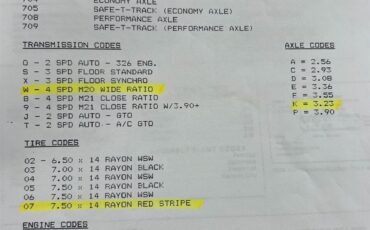 ECONOMY AXLE
705 SAFE-T-TRACK (ECONOMY AXLE)
708 PERFORMANCE AXLE
709 SAFE-T-TRACK (PERFORMANCE AXLE)
TRANSMISSION CODES
O - 2 SPD AUTO - 326 ENG.
S - 3 SPD FLOOR STANDARD
X - 3 SPD FLOOR SYNCHRO
W - 4 SPD M20 WIDE RATIO
B - 4 SPD M21 CLOSE RATIO
9 - 4 SPD M21 CLOSE RATIO W/3.90+
J - 2 SPD AUTO - GTO
T - 2 SPD AUTO - A/C GTO
AXLE CODES
A = 2.56
C = 2.93
D = 3.08
E = 3.36
F = 3.55
K = 3.23
P = 3.90
TIRE CODES
02 - 6.50 x 14 RAYON WSW
03 7.00 x 14 RAYON BLACK
04 7.00 x 14 RAYON WSW
05 7.50 x 14 RAYON BLACK
06 7.50 x 14 RAYON WSW
07 7.50 x 14 RAYON RED STRIPE
ENGINE CODES